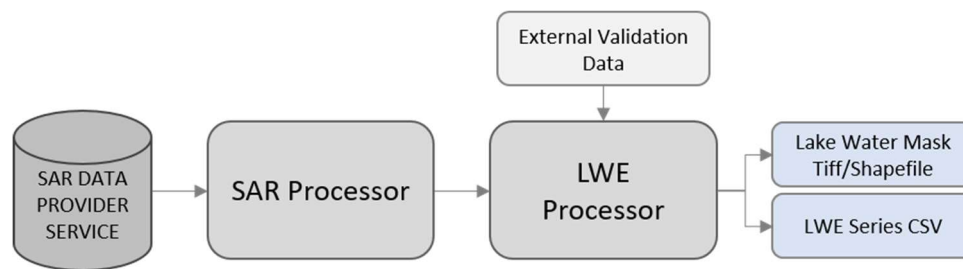 External Validation
Data
SAR DATA
PROVIDER
SERVICE
SAR Processor
LWE
Processor
Lake Water Mask
Tiff/Shapefile
LWE Series CSV